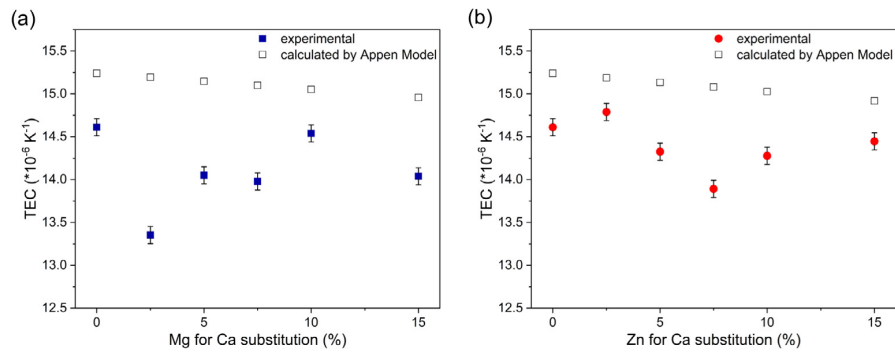 (a)
experimental
calculated by Appen Model
15.5
15.0
14.5
14.0
13.5
13.0
12.5
TEC (*10-6 K-1)
0 5 10 15
Mg for Ca substitution (%)
(b)
experimental
calculated by Appen Model
15.5
15.0
14.5
14.0
13.5
13.0
12.5
TEC (*10-6 K-1)
0 5 10 15
Zn for Ca substitution (%)